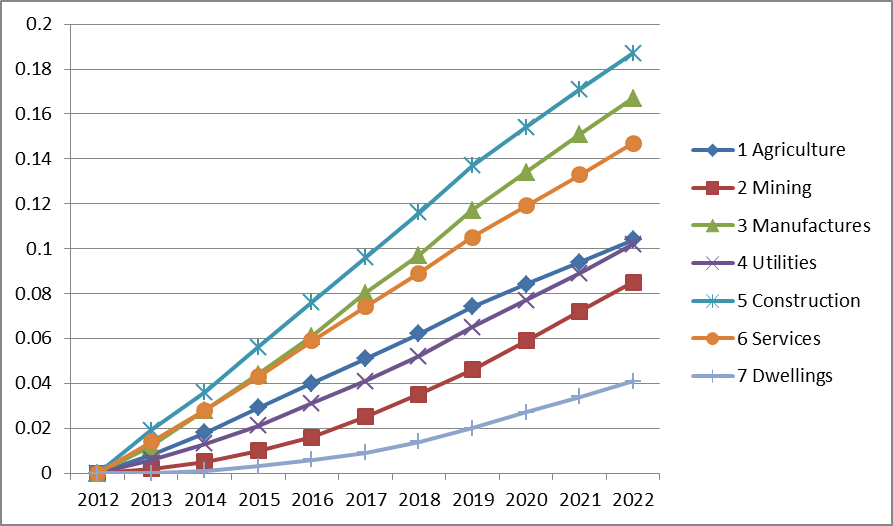 0.2
0.18
0.16
0.14
0.12
0.1
0.08
0.06
0.04
0.02
0
2012 2013 2014 2015 2016 2017 2018 2019 2020 2021 2022
1 Agriculture
2 Mining
3 Manufactures
4 Utilities
5 Construction
6 Services
7 Dwellings